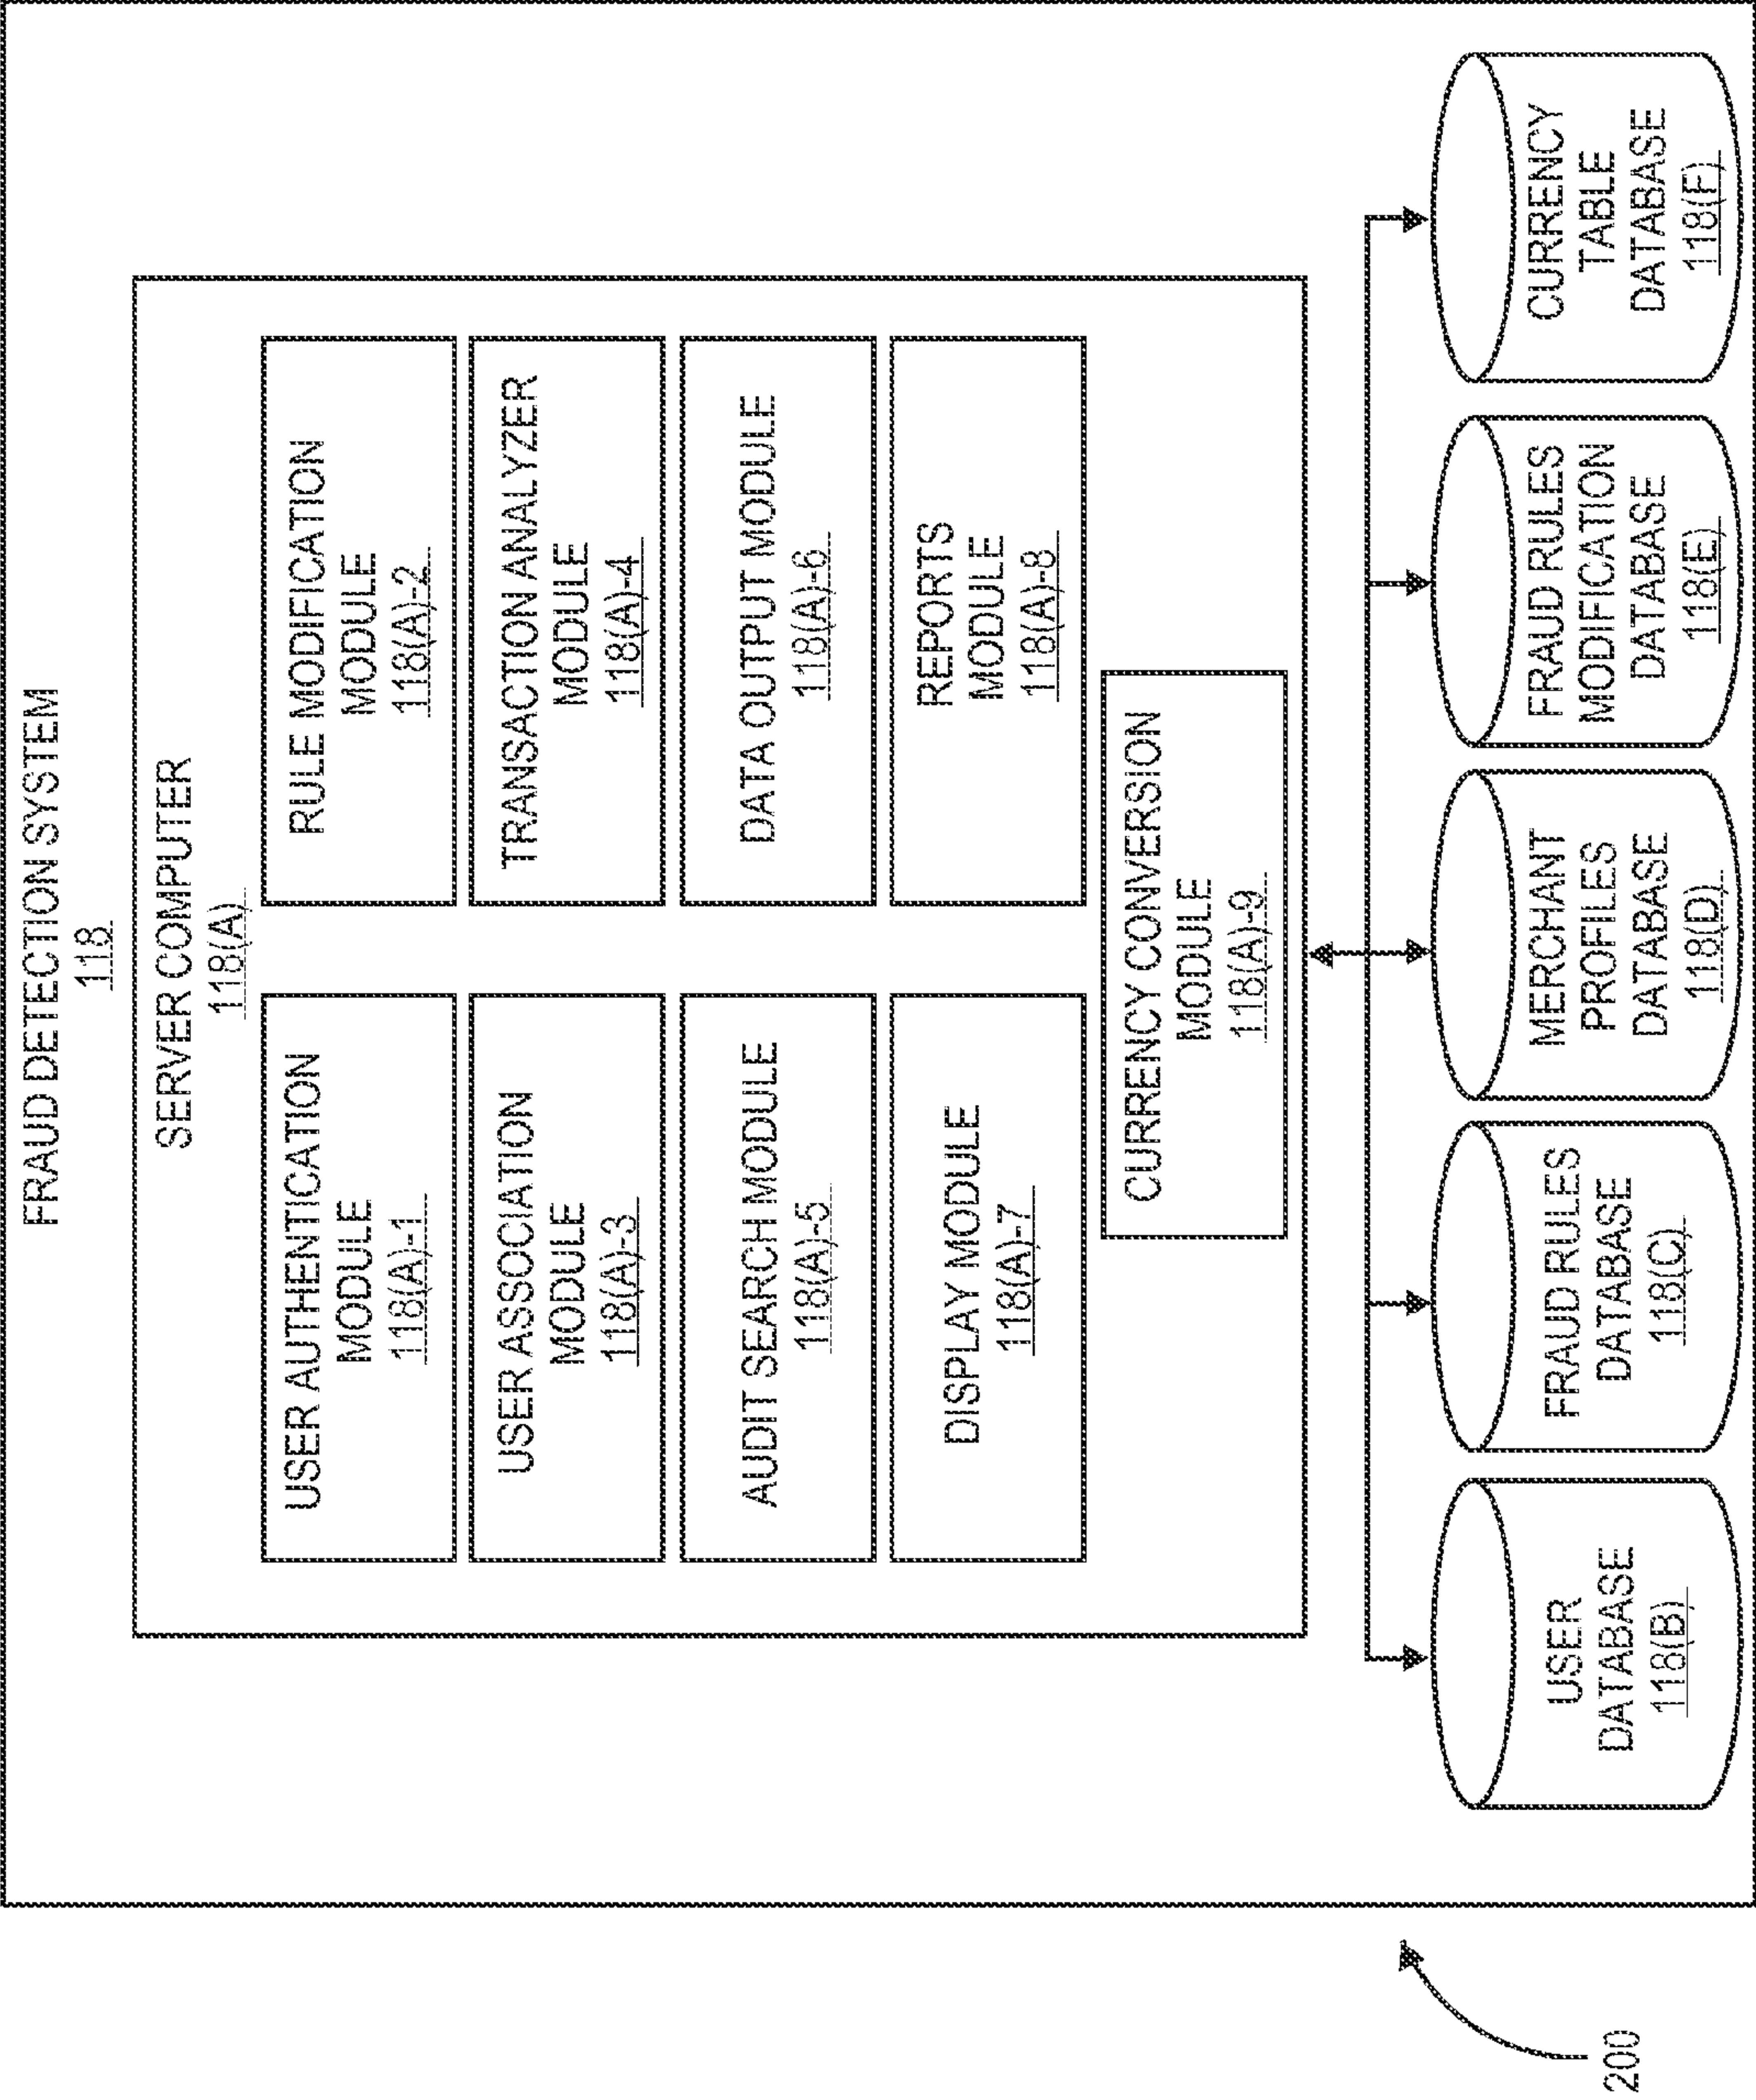 FRAUD DETECTION SYSTEM
118
SERVER COMPUTER
118(A)
USER AUTHENTICATION
MODULE
118(A)-1
RULE MODIFICATION
MODULE
118(A)-2
USER ASSOCIATION
MODULE
118(A)-3
TRANSACTION ANALYZER
MODULE
118(A)-4
AUDIT SEARCH MODULE
118(A)-5
DATA OUTPUT MODULE
118(A)-6
DISPLAY MODULE
118(A)-7
REPORTS
MODULE
118(A)-8
CURRENCY CONVERSION
MODULE
118(A)-9
USER
DATABASE
118(B)
FRAUD RULES
DATABASE
118(C)
MERCHANT
PROFILES
DATABASE
118(D)
FRAUD RULES
MODIFICATION
DATABASE
118(E)
CURRENCY
TABLE
DATABASE
118(F)
200